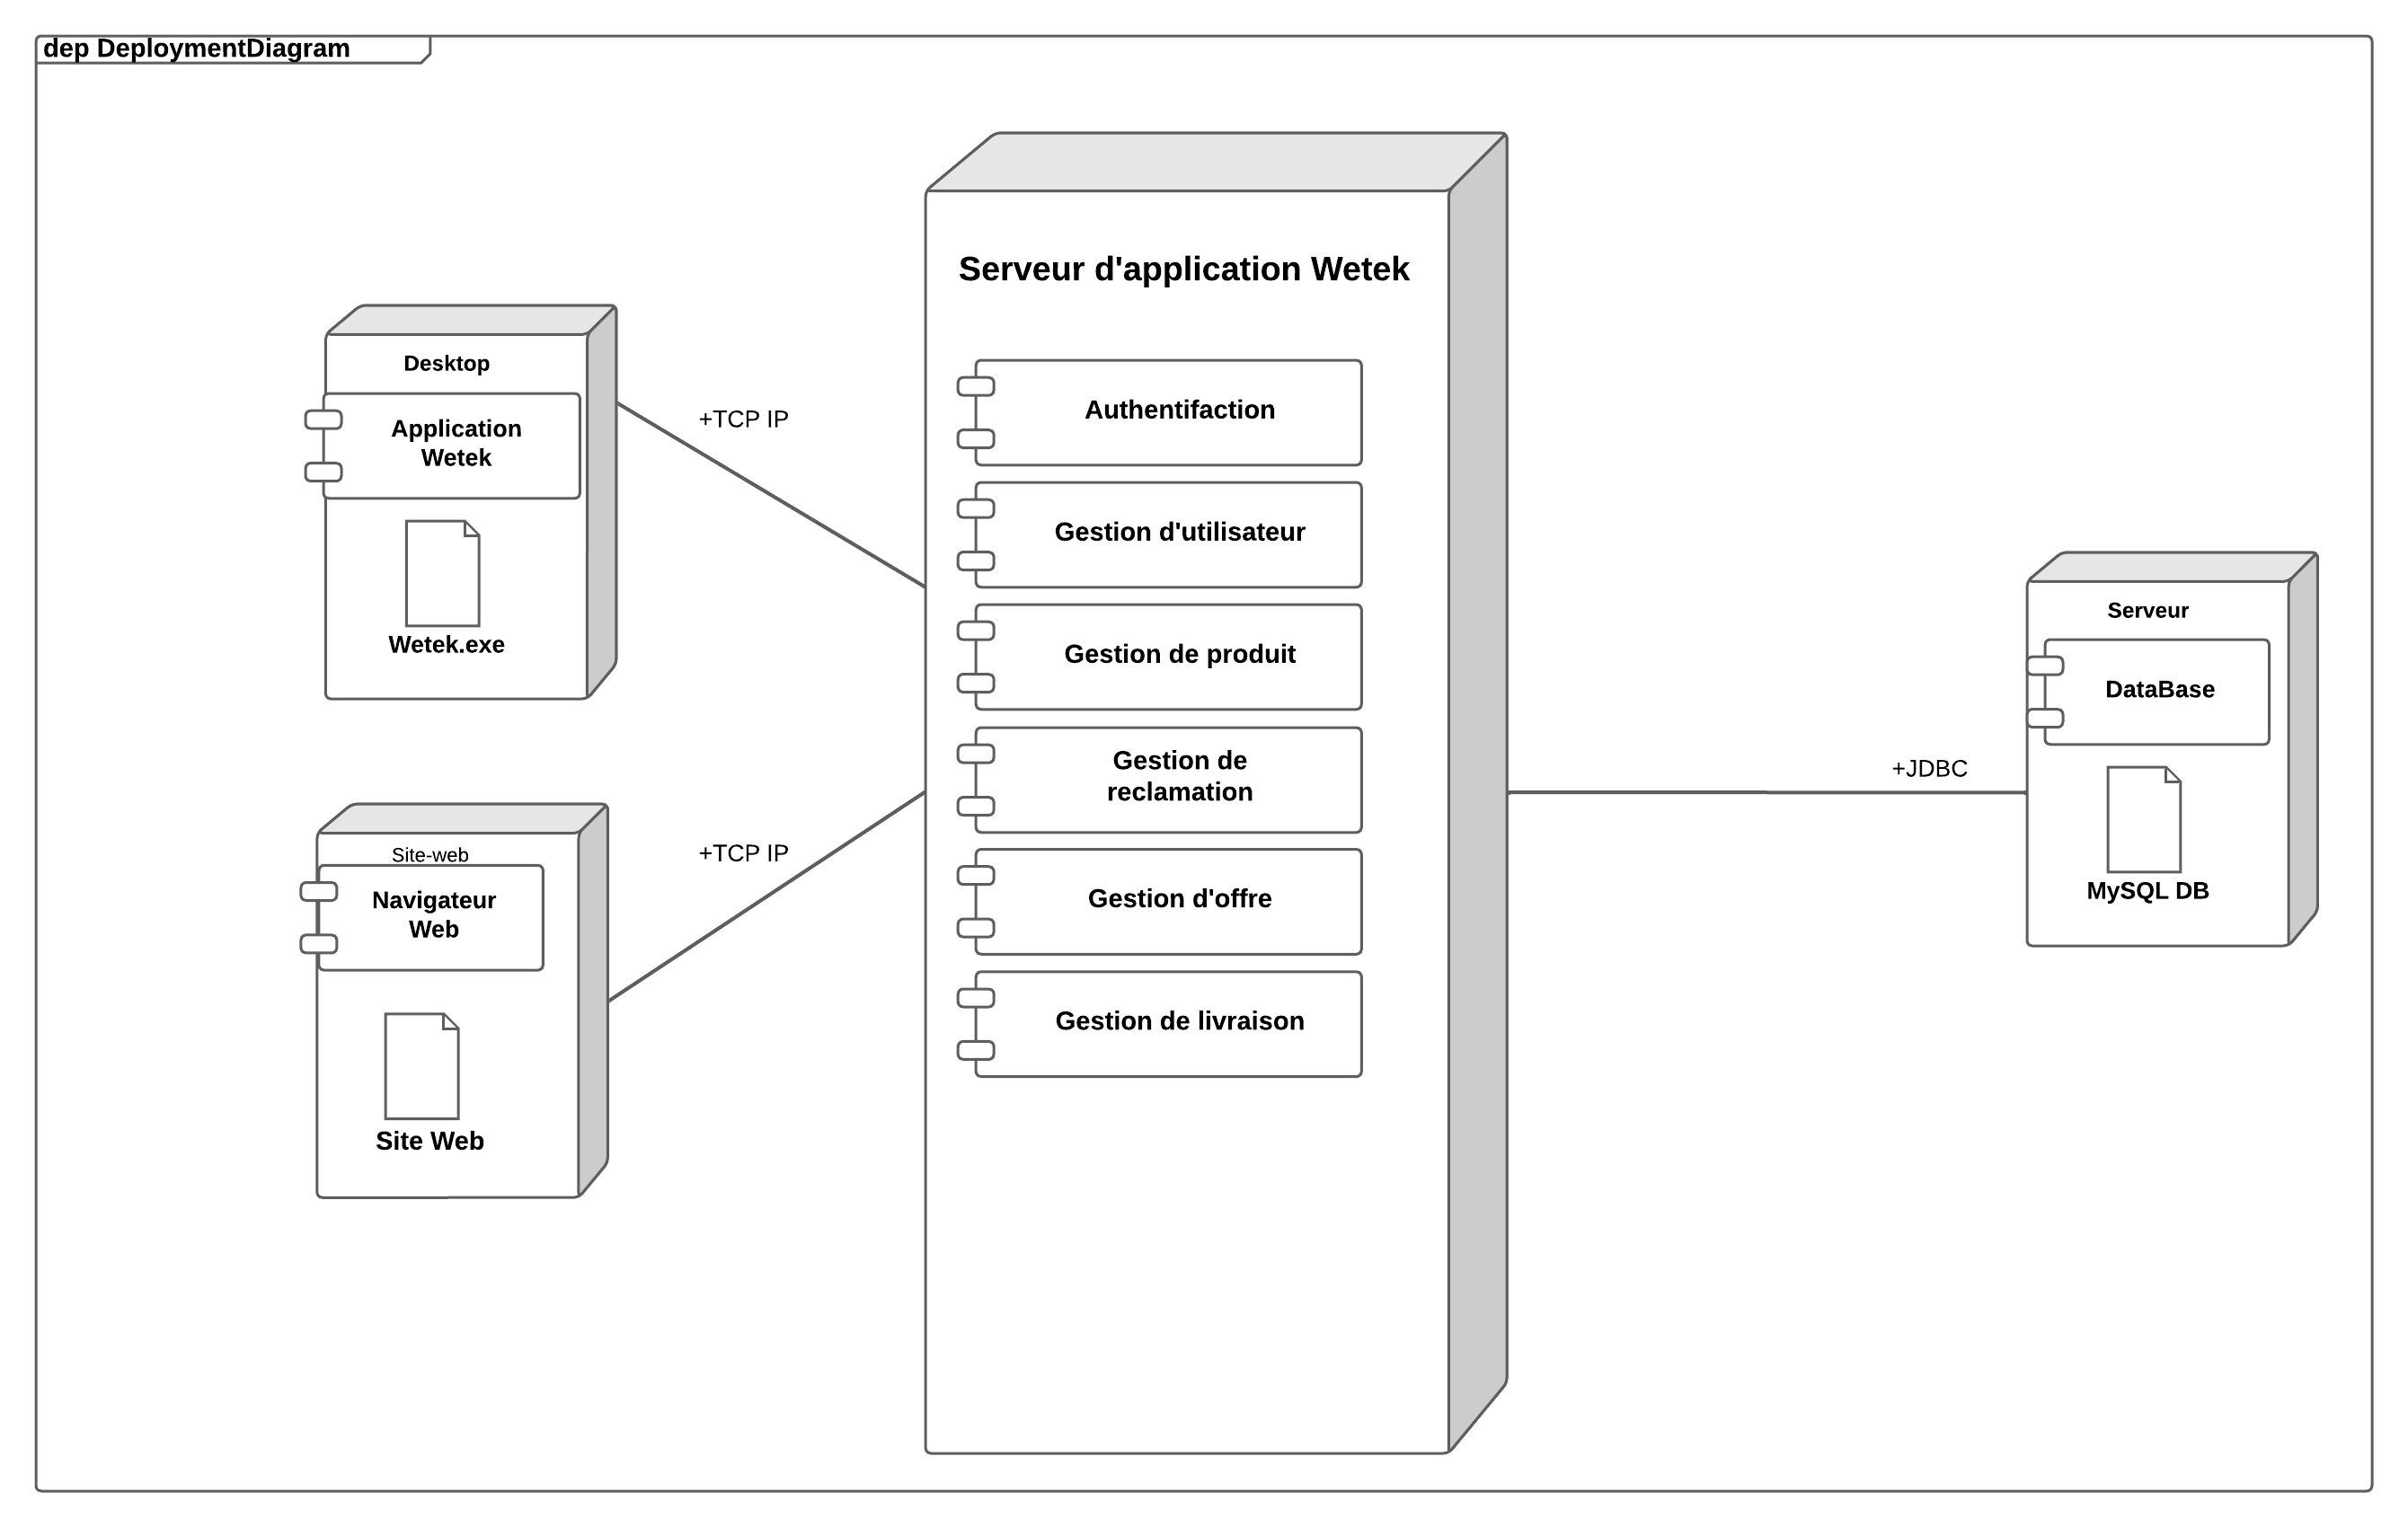 dep DeploymentDiagram
Desktop
Application
Wetek
Wetek.exe
+TCP IP
Site-web
Navigateur
Web
Site Web
+TCP IP
Serveur d'application Wetek
Authentifaction
Gestion d'utilisateur
Gestion de produit
Gestion de
reclamation
Gestion d'offre
Gestion de livraison
+JDBC
Serveur
DataBase
MySQL DB